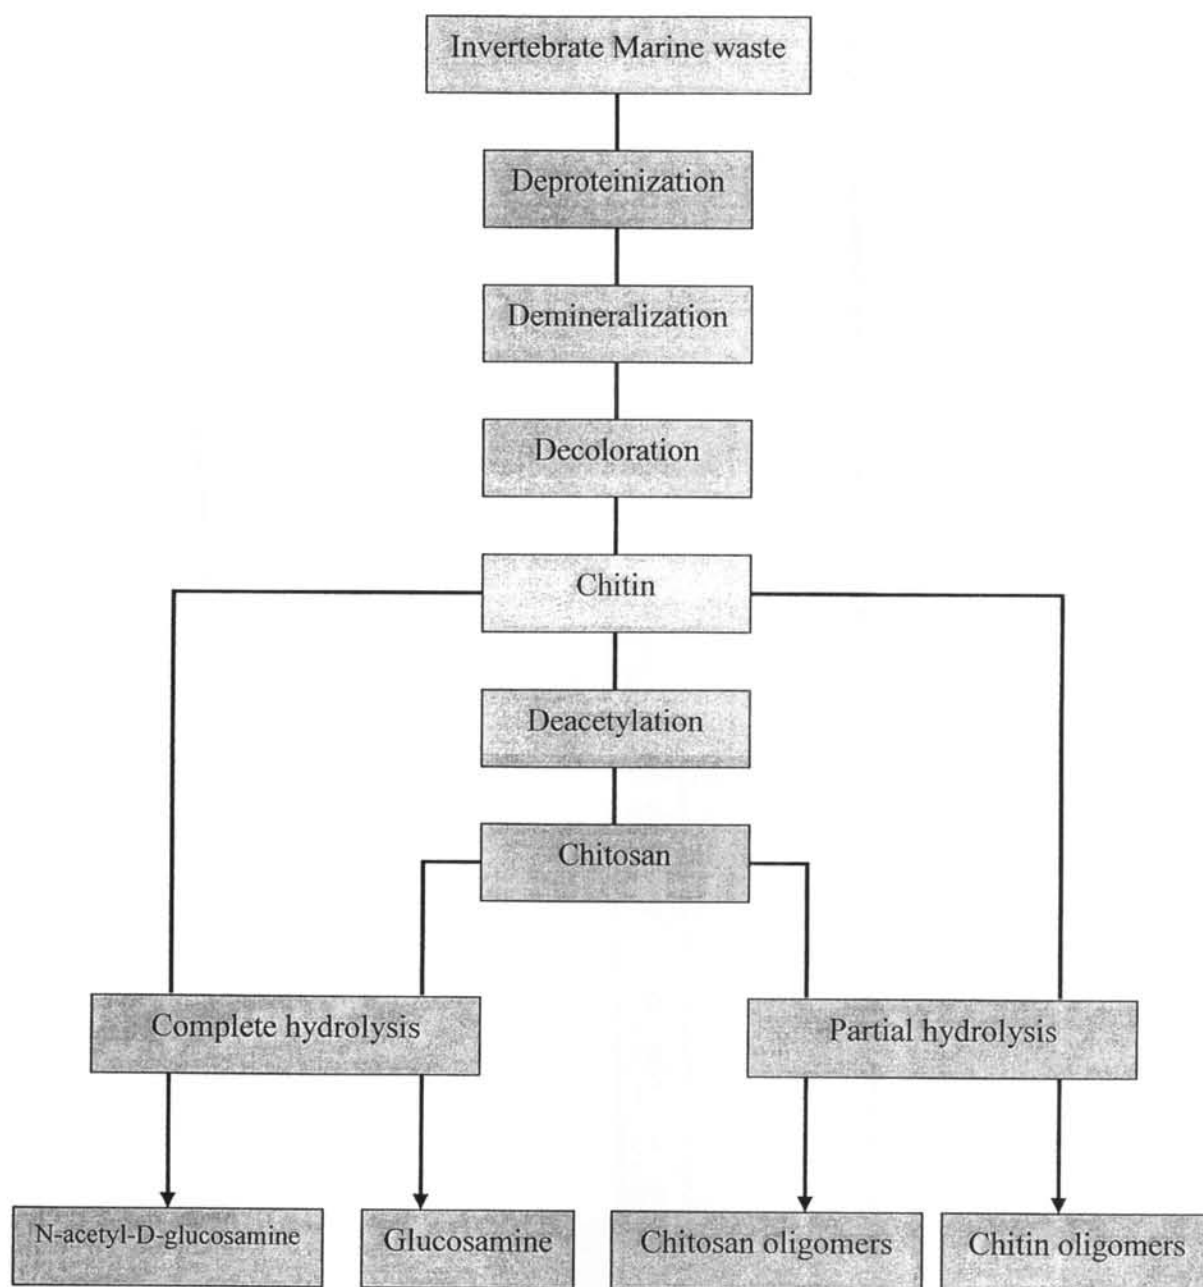 Invertebrate Marine waste
Deproteinization
Demineralization
Decoloration
Chitin
Deacetylation
Chitosan
Complete hydrolysis
Partial hydrolysis
N-acetyl-D-glucosamine
Glucosamine
Chitosan oligomers
Chitin oligomers